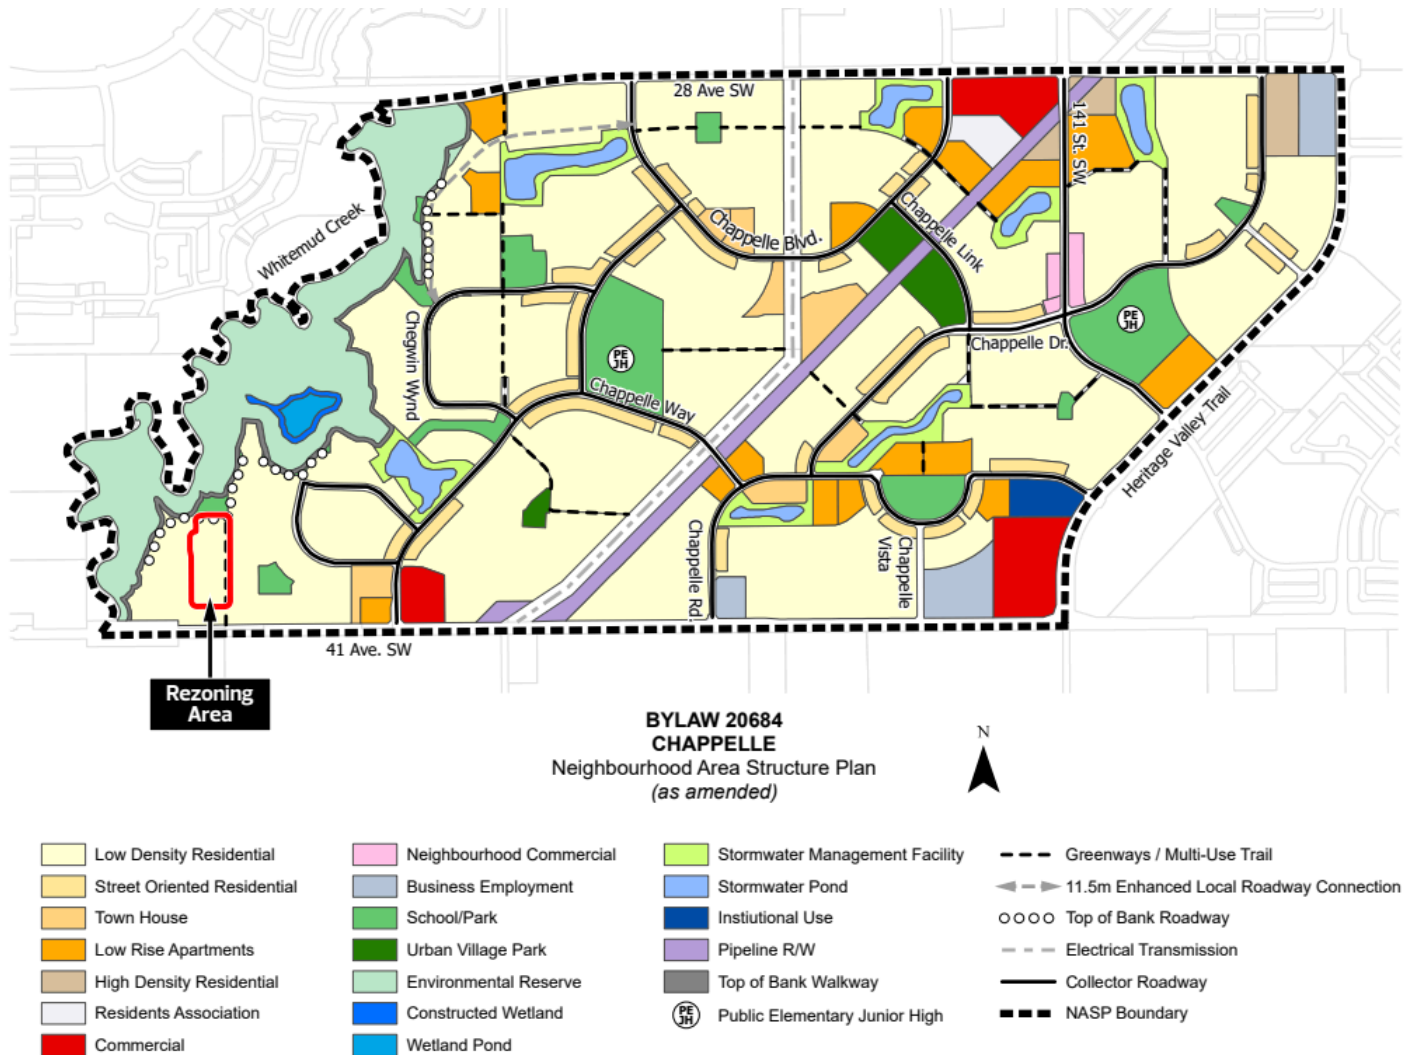 28 Ave SW
141 St. SW
Whitemud Creek
Chappelle Blvd.
Chappelle Link
Chegwin Wynd
PE
JH
PE
JH
Chappelle Dr.
Chappelle Way
Heritage Valley Trail
Chappelle Rd.
Chappelle
Vista
41 Ave. SW
Rezoning
Area
BYLAW 20684
CHAPPELLE
Neighbourhood Area Structure Plan
(as amended)
N
Low Density Residential
Street Oriented Residential
Town House
Low Rise Apartments
High Density Residential
Residents Association
Commercial
Neighbourhood Commercial
Business Employment
School/Park
Urban Village Park
Environmental Reserve
Constructed Wetland
Wetland Pond
Stormwater Management Facility
Stormwater Pond
Instiutional Use
Pipeline R/W
Top of Bank Walkway
PE
JH
Public Elementary Junior High
Greenways / Multi-Use Trail
11.5m Enhanced Local Roadway Connection
Top of Bank Roadway
Electrical Transmission
Collector Roadway
NASP Boundary